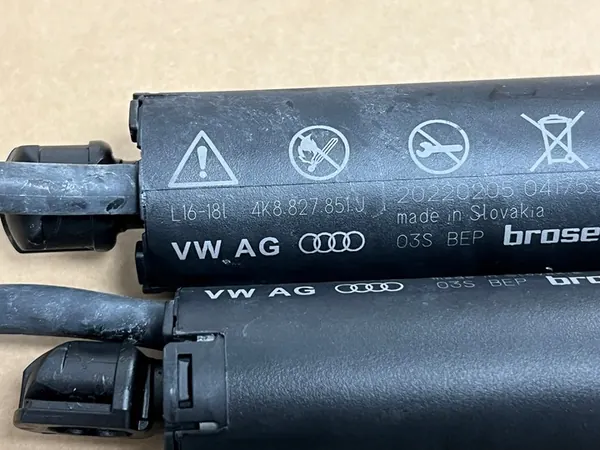 L16-18l 4K8.827.851.J J 20220205 041753
made in Slovakia
VW AG 03S BEP brose
VW AG 03S BEP